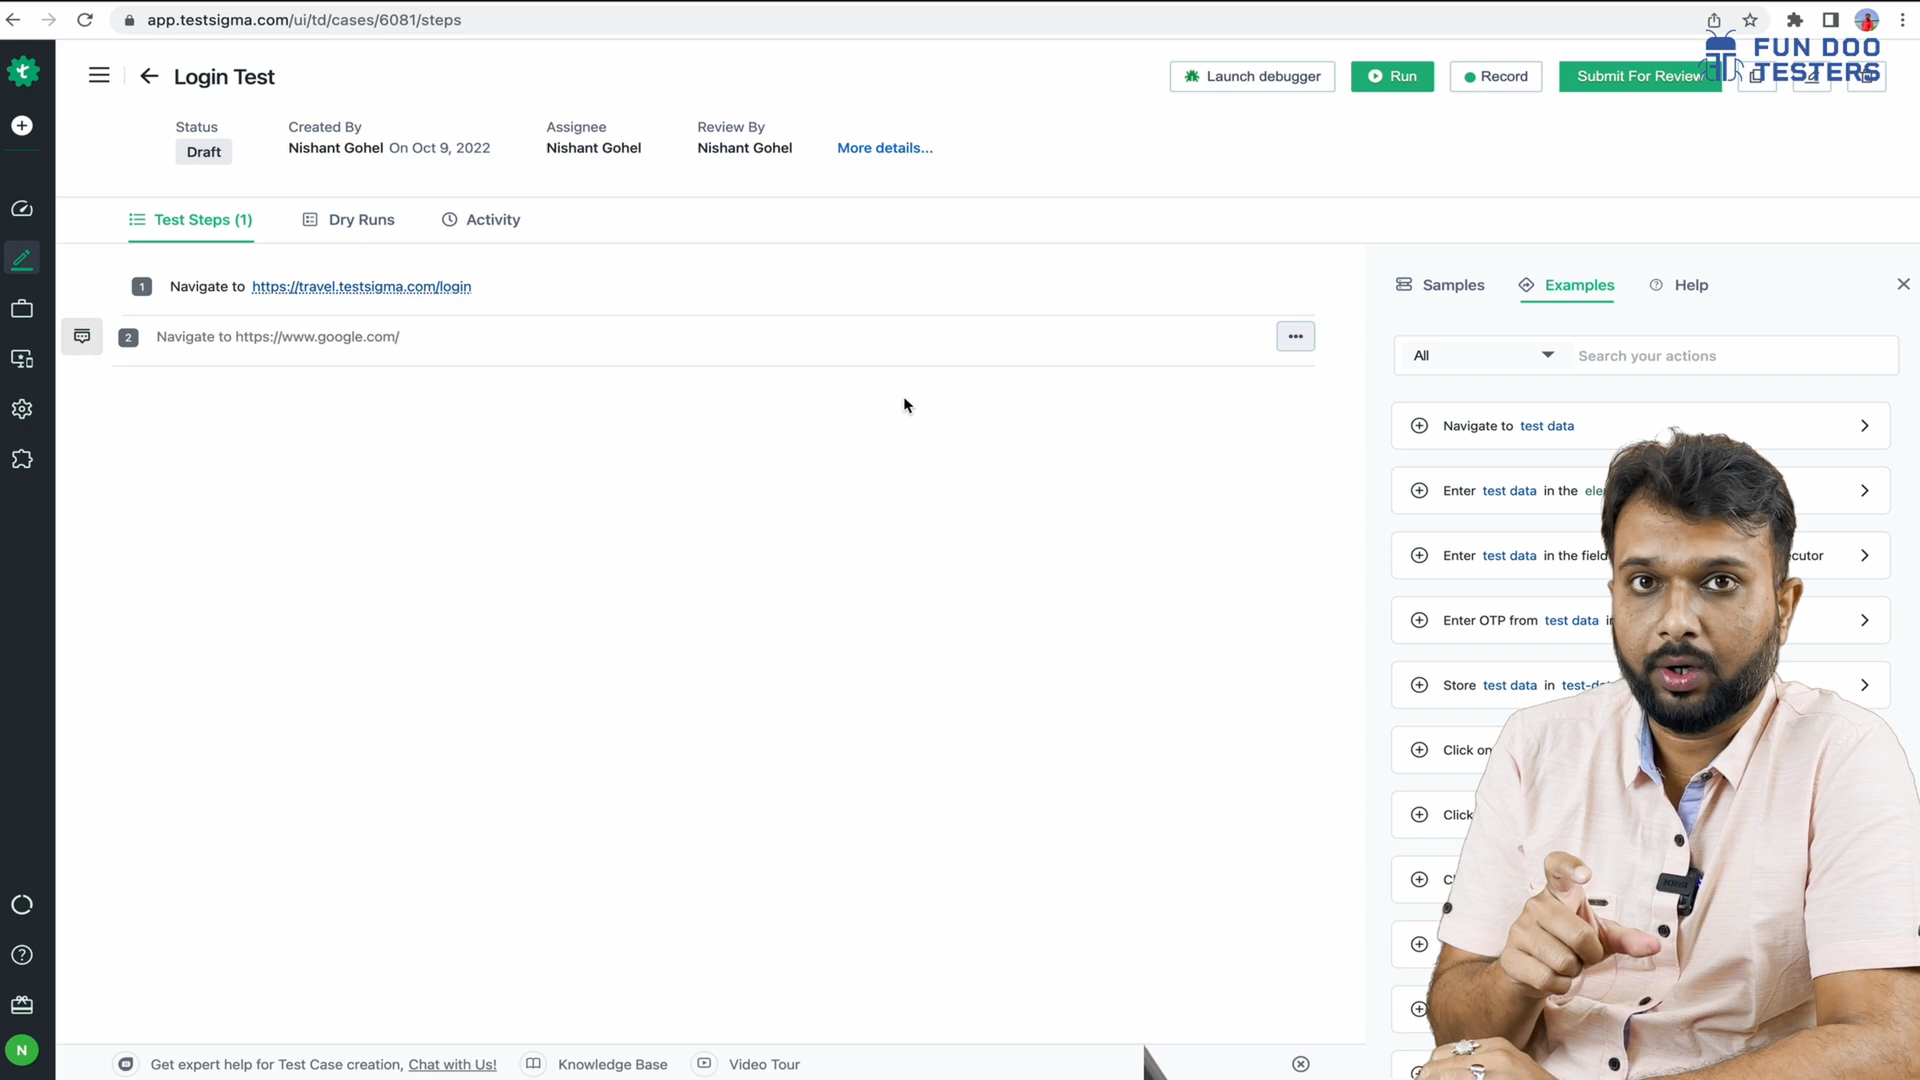 app.testsigma.com/ui/td/cases/6081/steps
FUN DOO
TESTERS
Login Test
Launch debugger
Run
Record
Submit For Review
Status
Draft
Created By
Nishant Gohel On Oct 9, 2022
Assignee
Nishant Gohel
Review By
Nishant Gohel
More details...
Test Steps (1)
Dry Runs
Activity
1 Navigate to https://travel.testsigma.com/login
2 Navigate to https://www.google.com/
Samples
Examples
Help
All
Search your actions
Navigate to test data
Enter test data in the
Enter test data in the field
Enter OTP from test data
Store test data in
Click on
Click
N
Get expert help for Test Case creation, Chat with Us!
Knowledge Base
Video Tour